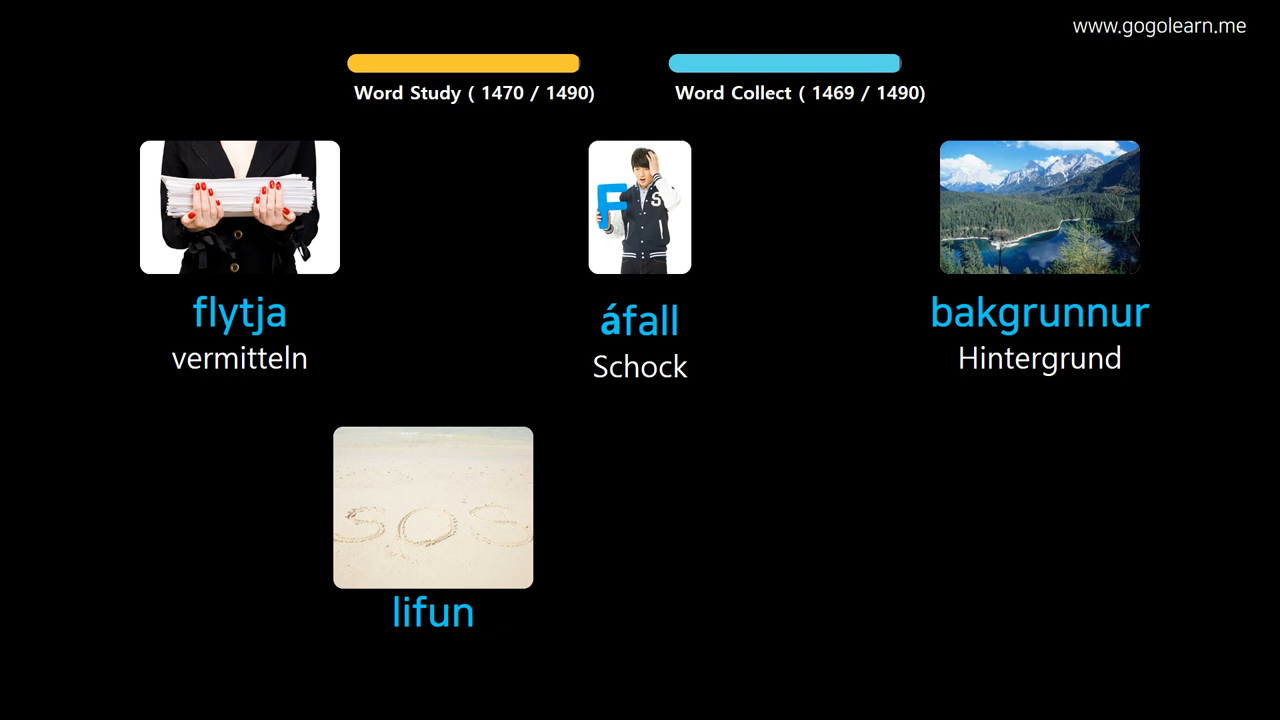 www.gogolearn.me
Word Study ( 1470 / 1490)
Word Collect ( 1469 / 1490)
F
S
flytja
vermitteln
áfall
Schock
bakgrunnur
Hintergrund
SOS
lifun